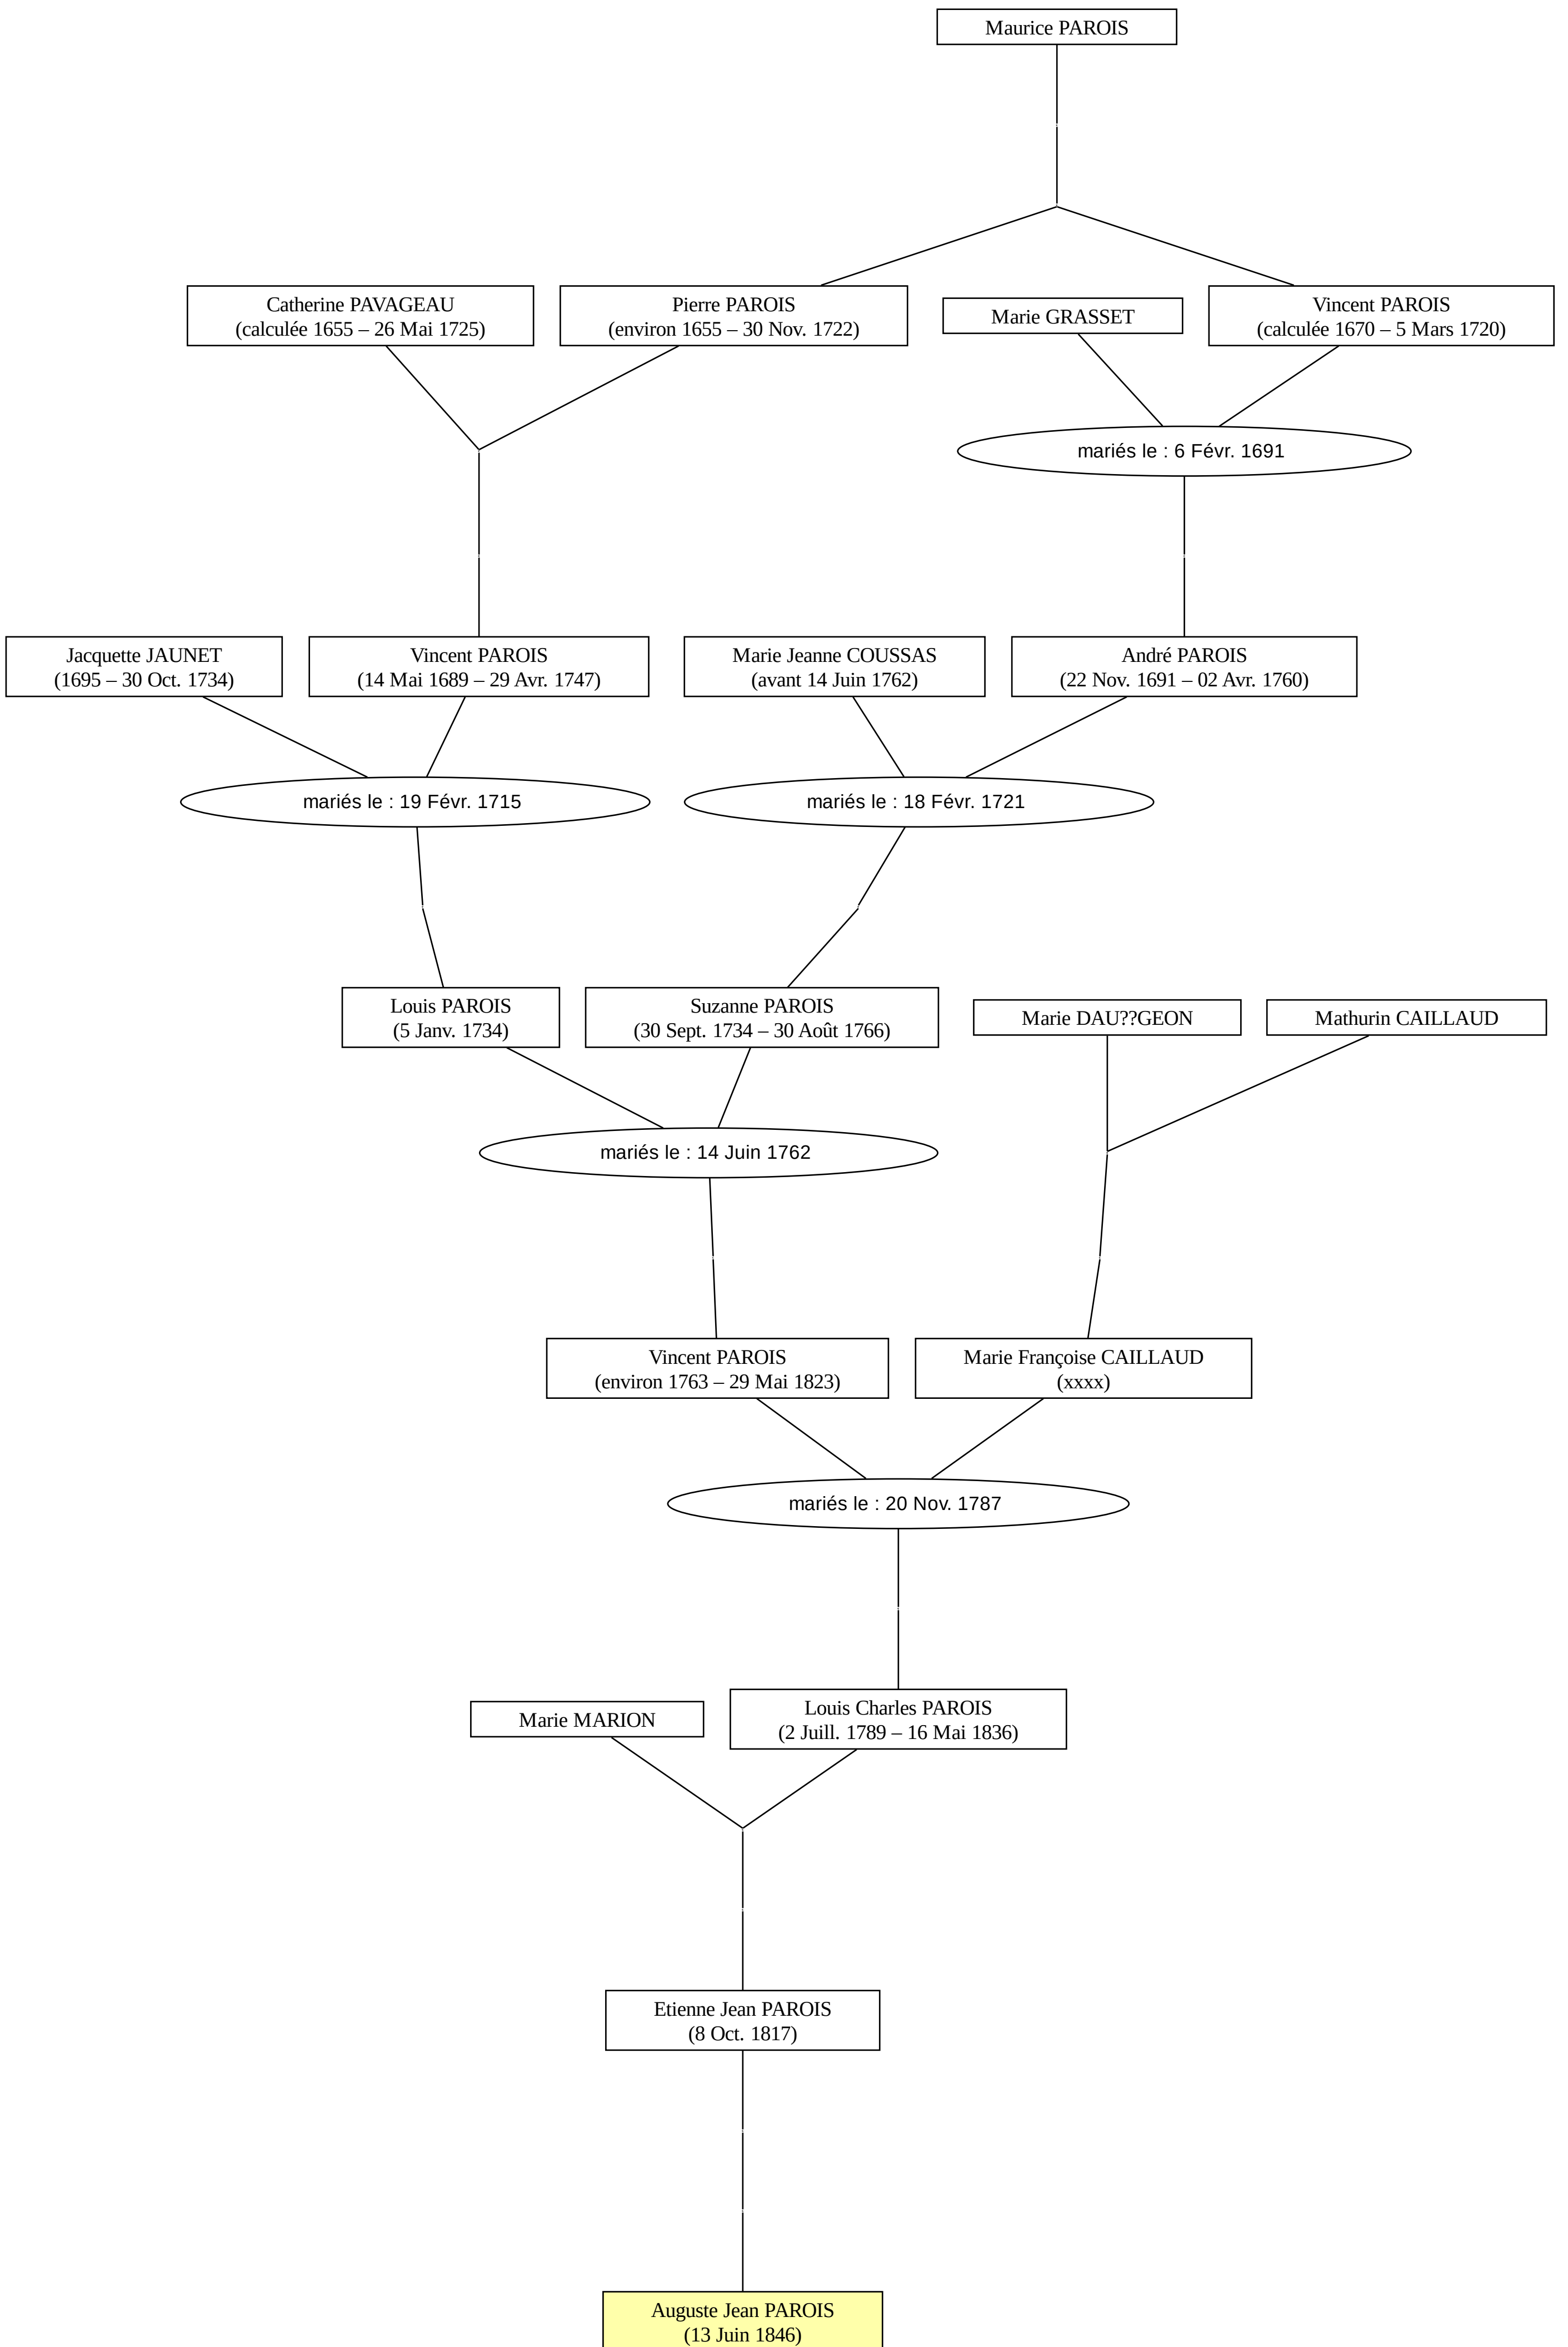 Maurice PAROIS
Catherine PAVAGEAU
(calculée 1655 – 26 Mai 1725)
Pierre PAROIS
(environ 1655 – 30 Nov. 1722)
Marie GRASSET
Vincent PAROIS
(calculée 1670 – 5 Mars 1720)
mariés le : 6 Févr. 1691
Jacquette JAUNET
(1695 – 30 Oct. 1734)
Vincent PAROIS
(14 Mai 1689 – 29 Avr. 1747)
Marie Jeanne COUSSAS
(avant 14 Juin 1762)
André PAROIS
(22 Nov. 1691 – 02 Avr. 1760)
mariés le : 19 Févr. 1715
mariés le : 18 Févr. 1721
Louis PAROIS
(5 Janv. 1734)
Suzanne PAROIS
(30 Sept. 1734 – 30 Août 1766)
Marie DAU??GEON
Mathurin CAILLAUD
mariés le : 14 Juin 1762
Vincent PAROIS
(environ 1763 – 29 Mai 1823)
Marie Françoise CAILLAUD
(xxxx)
mariés le : 20 Nov. 1787
Marie MARION
Louis Charles PAROIS
(2 Juill. 1789 – 16 Mai 1836)
Etienne Jean PAROIS
(8 Oct. 1817)
Auguste Jean PAROIS
(13 Juin 1846)